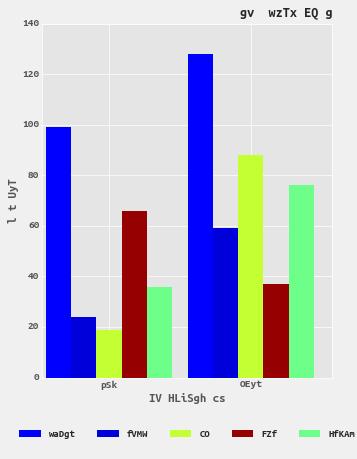 gv  wzTx EQ g
140
120
100
80
60
40
20
0
l t UyT
pSk OEyt
IV HLiSgh cs
waDgt fVMW CO FZf HfKAm